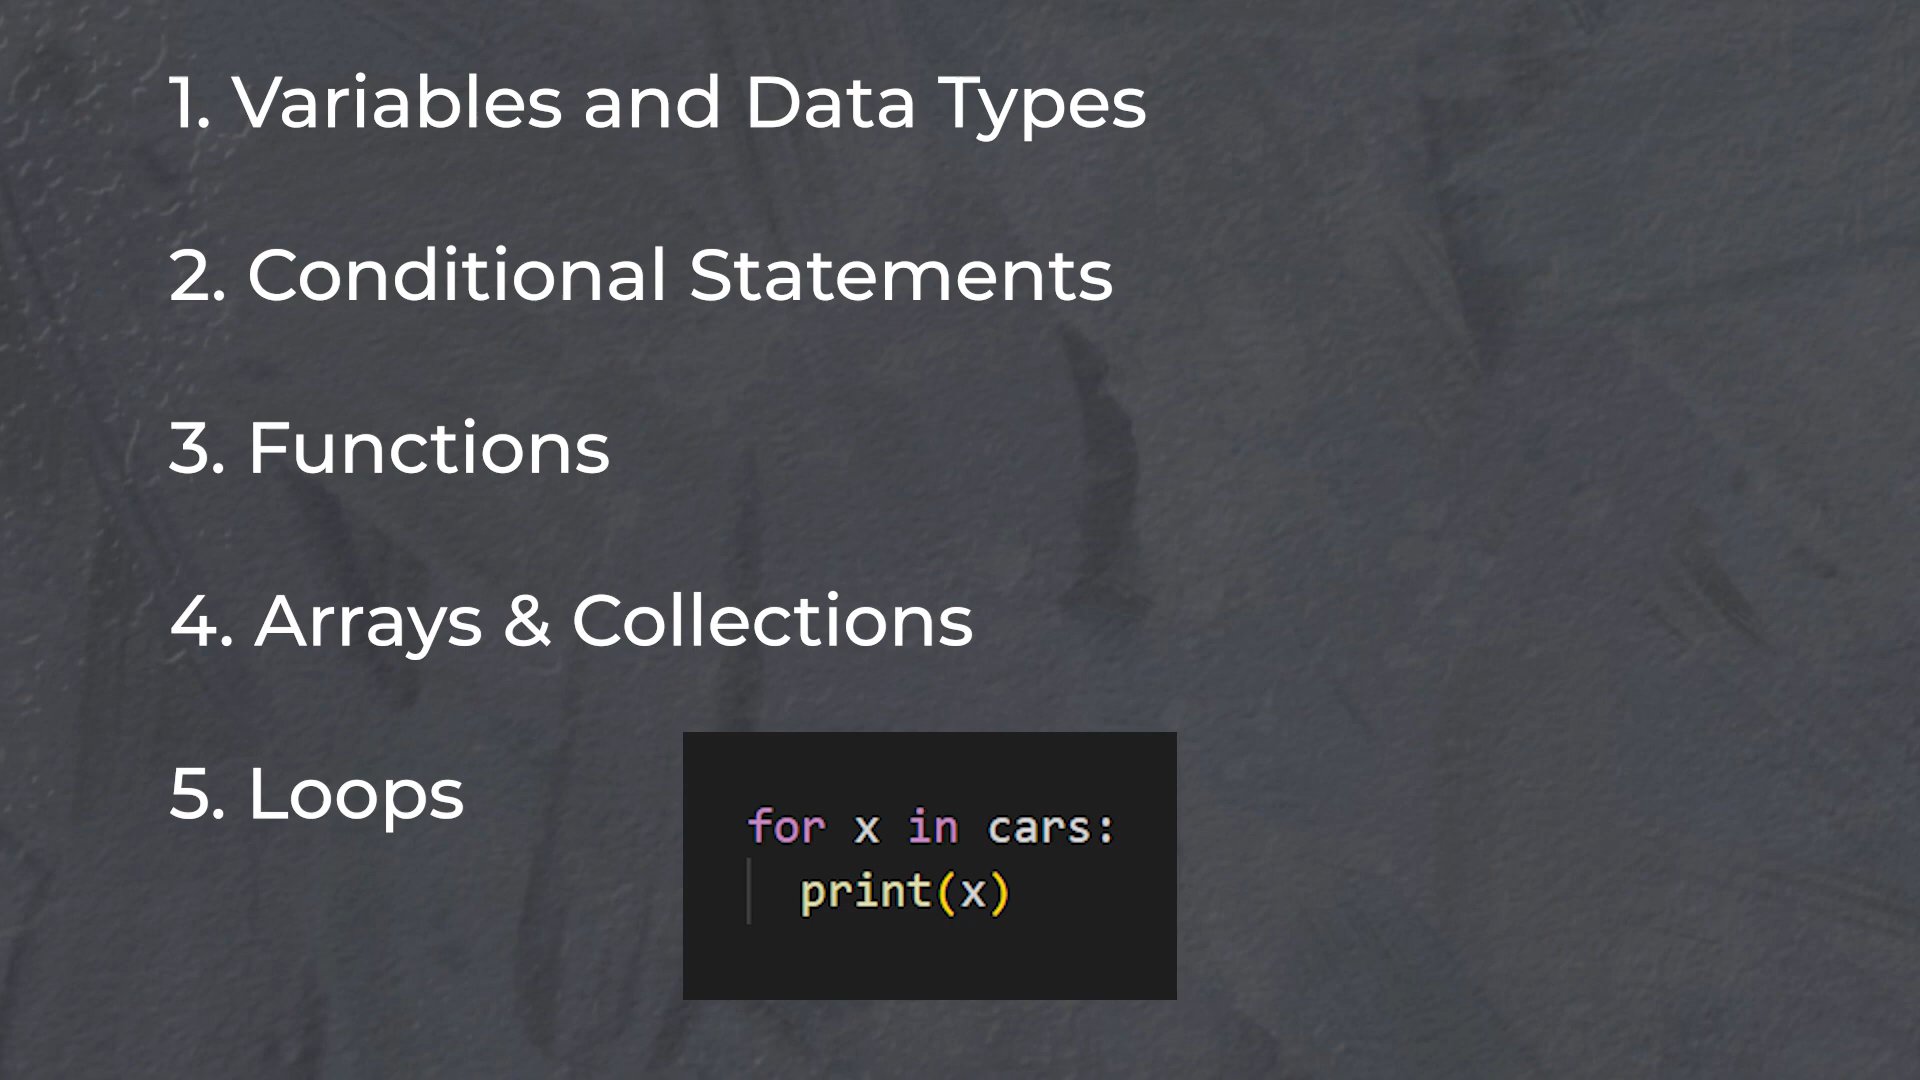 1. Variables and Data Types
2. Conditional Statements
3. Functions
4. Arrays & Collections
5. Loops
for x in cars:
print(x)